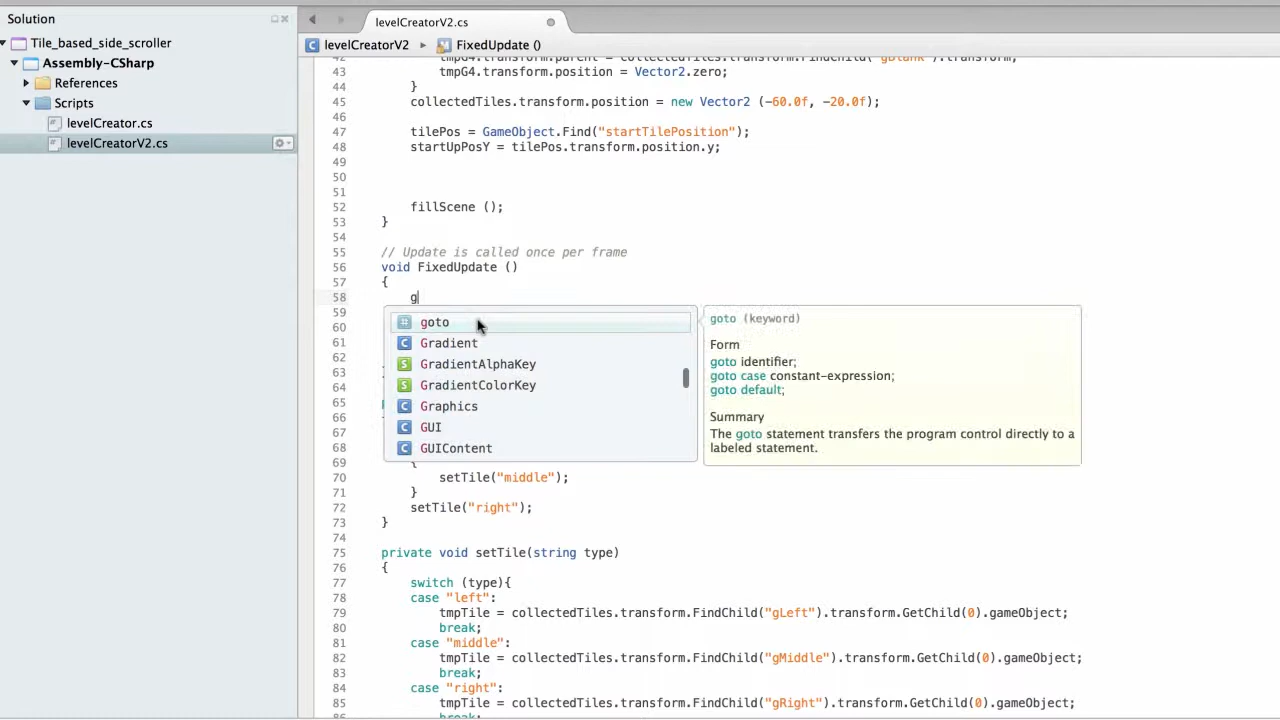 Solution
levelCreatorV2.cs
Tile_based_side_scroller
levelCreatorV2 ▸ FixedUpdate ()
Assembly-CSharp
References
Scripts
levelCreator.cs
levelCreatorV2.cs
42 tmpG4.transform.parent = collectedTiles.transform.FindChild("gBlank").transform;
43 tmpG4.transform.position = Vector2.zero;
44 }
45 collectedTiles.transform.position = new Vector2 (-60.0f, -20.0f);
46
47 tilePos = GameObject.Find("startTilePosition");
48 startUpPosY = tilePos.transform.position.y;
49
50
51
52 fillScene ();
53 }
54
55 // Update is called once per frame
56 void FixedUpdate ()
57 {
58 g
59
60
61
62
63
64
65
66
67
68
69 {
70 setTile("middle");
71 }
72 setTile("right");
73 }
74
75 private void setTile(string type)
76 {
77 switch (type){
78 case "left":
79 tmpTile = collectedTiles.transform.FindChild("gLeft").transform.GetChild(0).gameObject;
80 break;
81 case "middle":
82 tmpTile = collectedTiles.transform.FindChild("gMiddle").transform.GetChild(0).gameObject;
83 break;
84 case "right":
85 tmpTile = collectedTiles.transform.FindChild("gRight").transform.GetChild(0).gameObject;
86 break;
goto
Gradient
GradientAlphaKey
GradientColorKey
Graphics
GUI
GUIContent
goto (keyword)
Form
goto identifier;
goto case constant-expression;
goto default;
Summary
The goto statement transfers the program control directly to a
labeled statement.